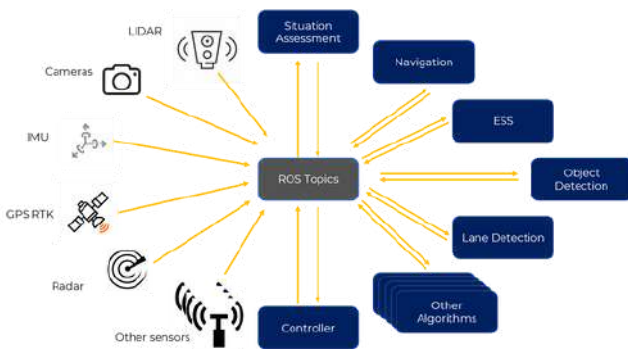 LIDAR
Situation
Assessment
Cameras
Navigation
IMU
ESS
ROS Topics
Object
Detection
GPS RTK
Lane Detection
Radar
Other sensors
Controller
Other
Algorithms